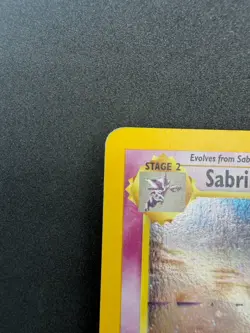 Evolves from Sab
STAGE 2
Sabri